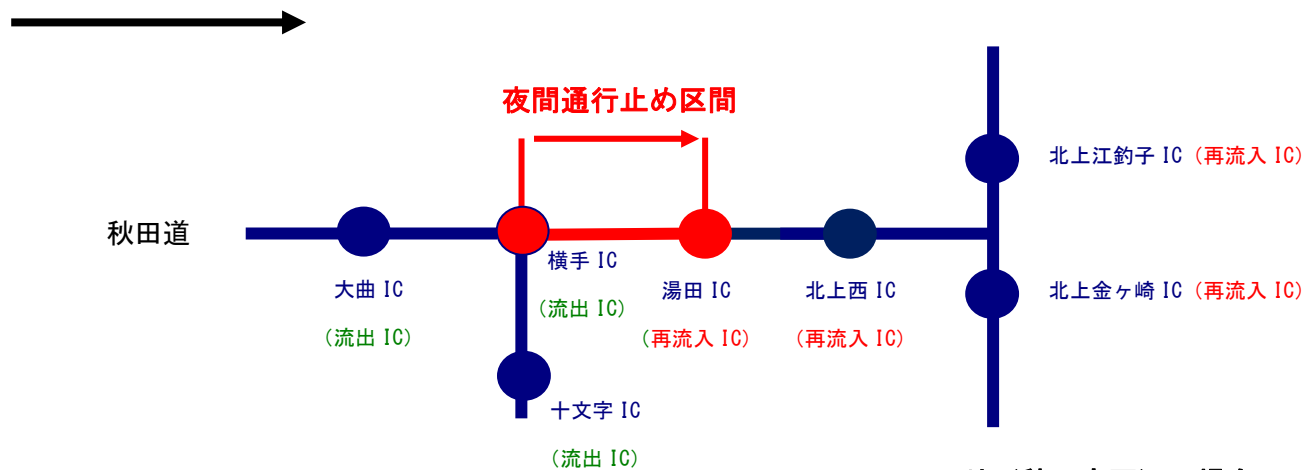 夜間通行止め区間
北上江釣子 IC (再流入 IC)
秋田道
横手 IC
(流出 IC)
大曲 IC
(流出 IC)
湯田 IC
(再流入 IC)
北上西 IC
(再流入 IC)
北上金ヶ崎 IC (再流入 IC)
十文字 IC
(流出 IC)